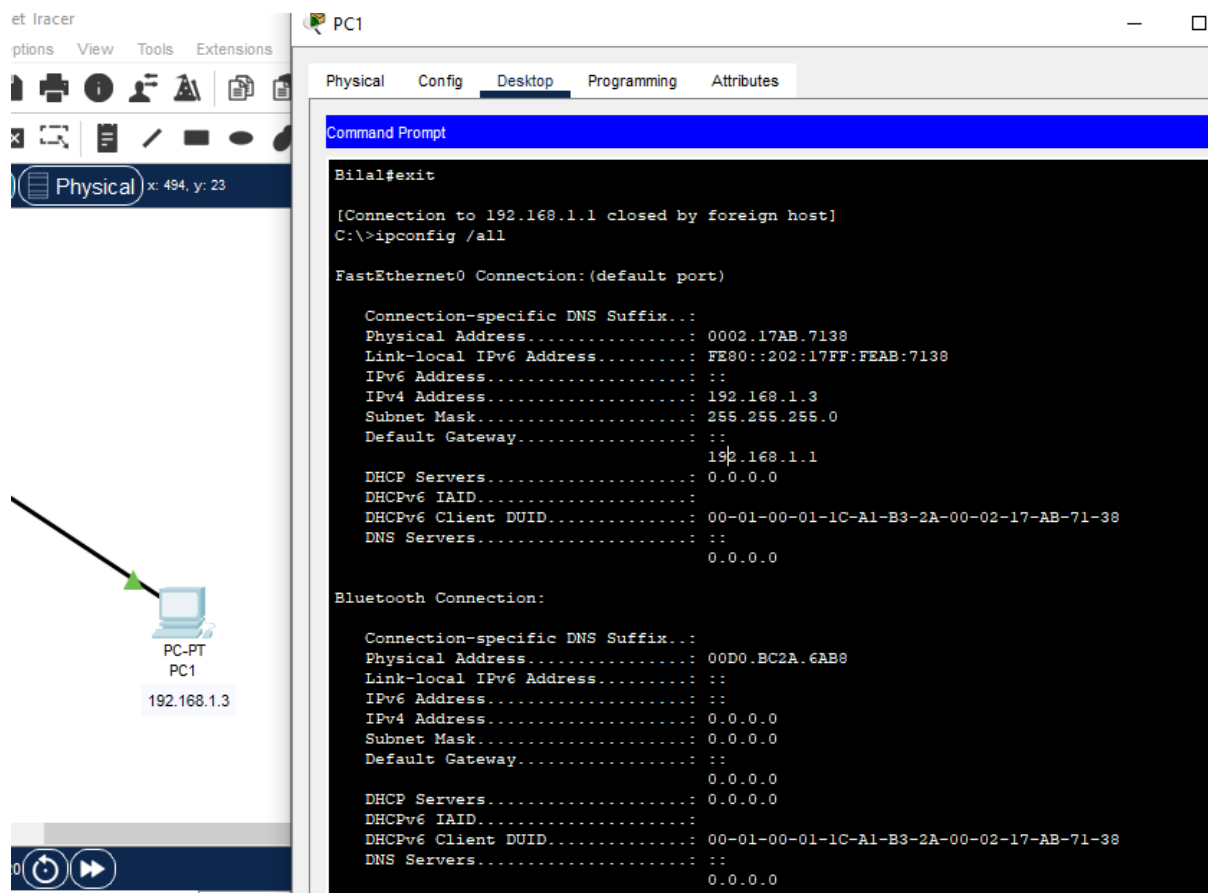 et Tracer
ptions View Tools Extensions
Physical x: 494, y: 23
PC-PT
PC1
192.168.1.3
PC1
Physical Config Desktop Programming Attributes
Command Prompt
Bilal#exit
[Connection to 192.168.1.1 closed by foreign host]
C:\>ipconfig /all
FastEthernet0 Connection:(default port)
Connection-specific DNS Suffix..:
Physical Address................: 0002.17AB.7138
Link-local IPv6 Address.........: FE80::202:17FF:FEAB:7138
IPv6 Address....................: ::
IPv4 Address....................: 192.168.1.3
Subnet Mask.....................: 255.255.255.0
Default Gateway.................: ::
192.168.1.1
DHCP Servers....................: 0.0.0.0
DHCPv6 IAID.....................:
DHCPv6 Client DUID..............: 00-01-00-01-1C-A1-B3-2A-00-02-17-AB-71-38
DNS Servers.....................: ::
0.0.0.0
Bluetooth Connection:
Connection-specific DNS Suffix..:
Physical Address................: 00D0.BC2A.6AB8
Link-local IPv6 Address.........: ::
IPv6 Address....................: ::
IPv4 Address....................: 0.0.0.0
Subnet Mask.....................: 0.0.0.0
Default Gateway.................: ::
0.0.0.0
DHCP Servers....................: 0.0.0.0
DHCPv6 IAID.....................:
DHCPv6 Client DUID..............: 00-01-00-01-1C-A1-B3-2A-00-02-17-AB-71-38
DNS Servers.....................: ::
0.0.0.0